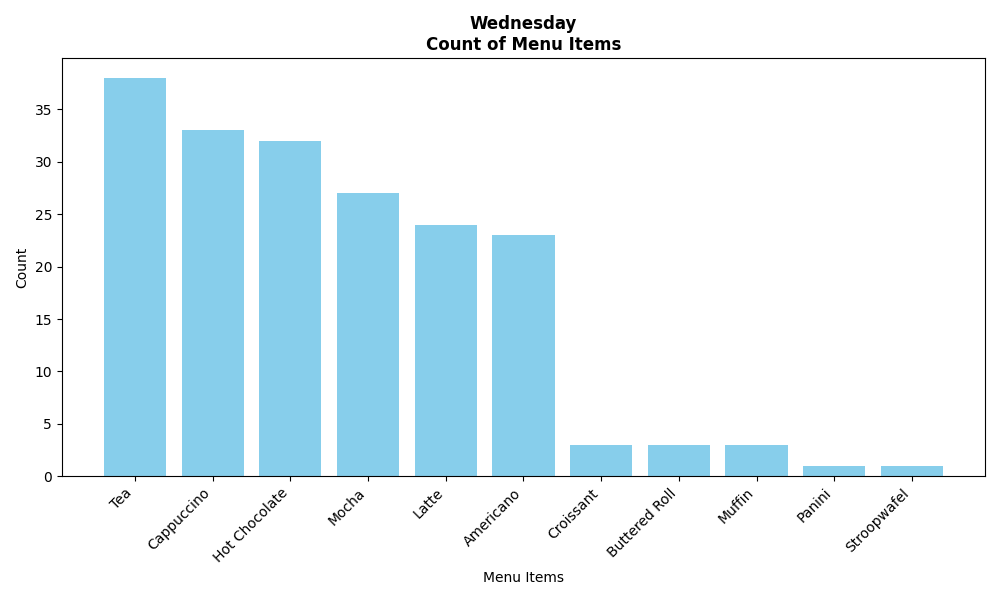 Wednesday
Count of Menu Items
35
30
25
20
15
10
5
0
Count
Tea
Cappuccino
Hot Chocolate
Mocha
Latte
Americano
Croissant
Buttered Roll
Muffin
Panini
Stroopwafel
Menu Items